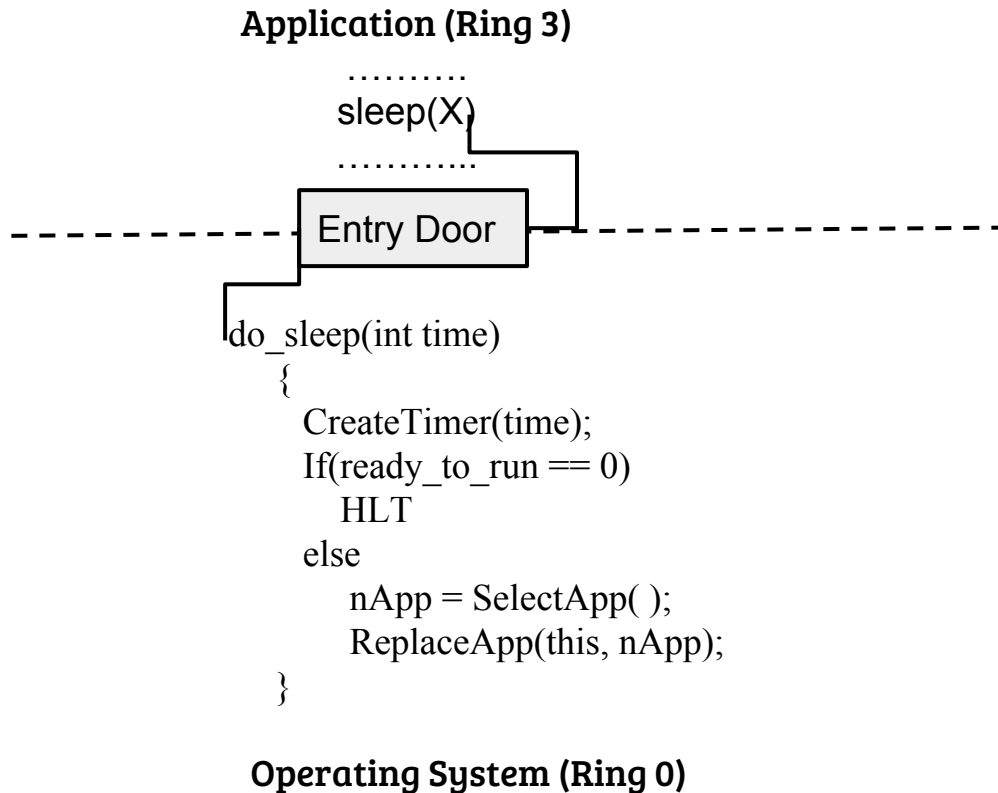 Application (Ring 3)
……….
sleep(X)
…………
Entry Door
do_sleep(int time)
{
CreateTimer(time);
If(ready_to_run == 0)
HLT
else
nApp = SelectApp( );
ReplaceApp(this, nApp);
}
Operating System (Ring 0)